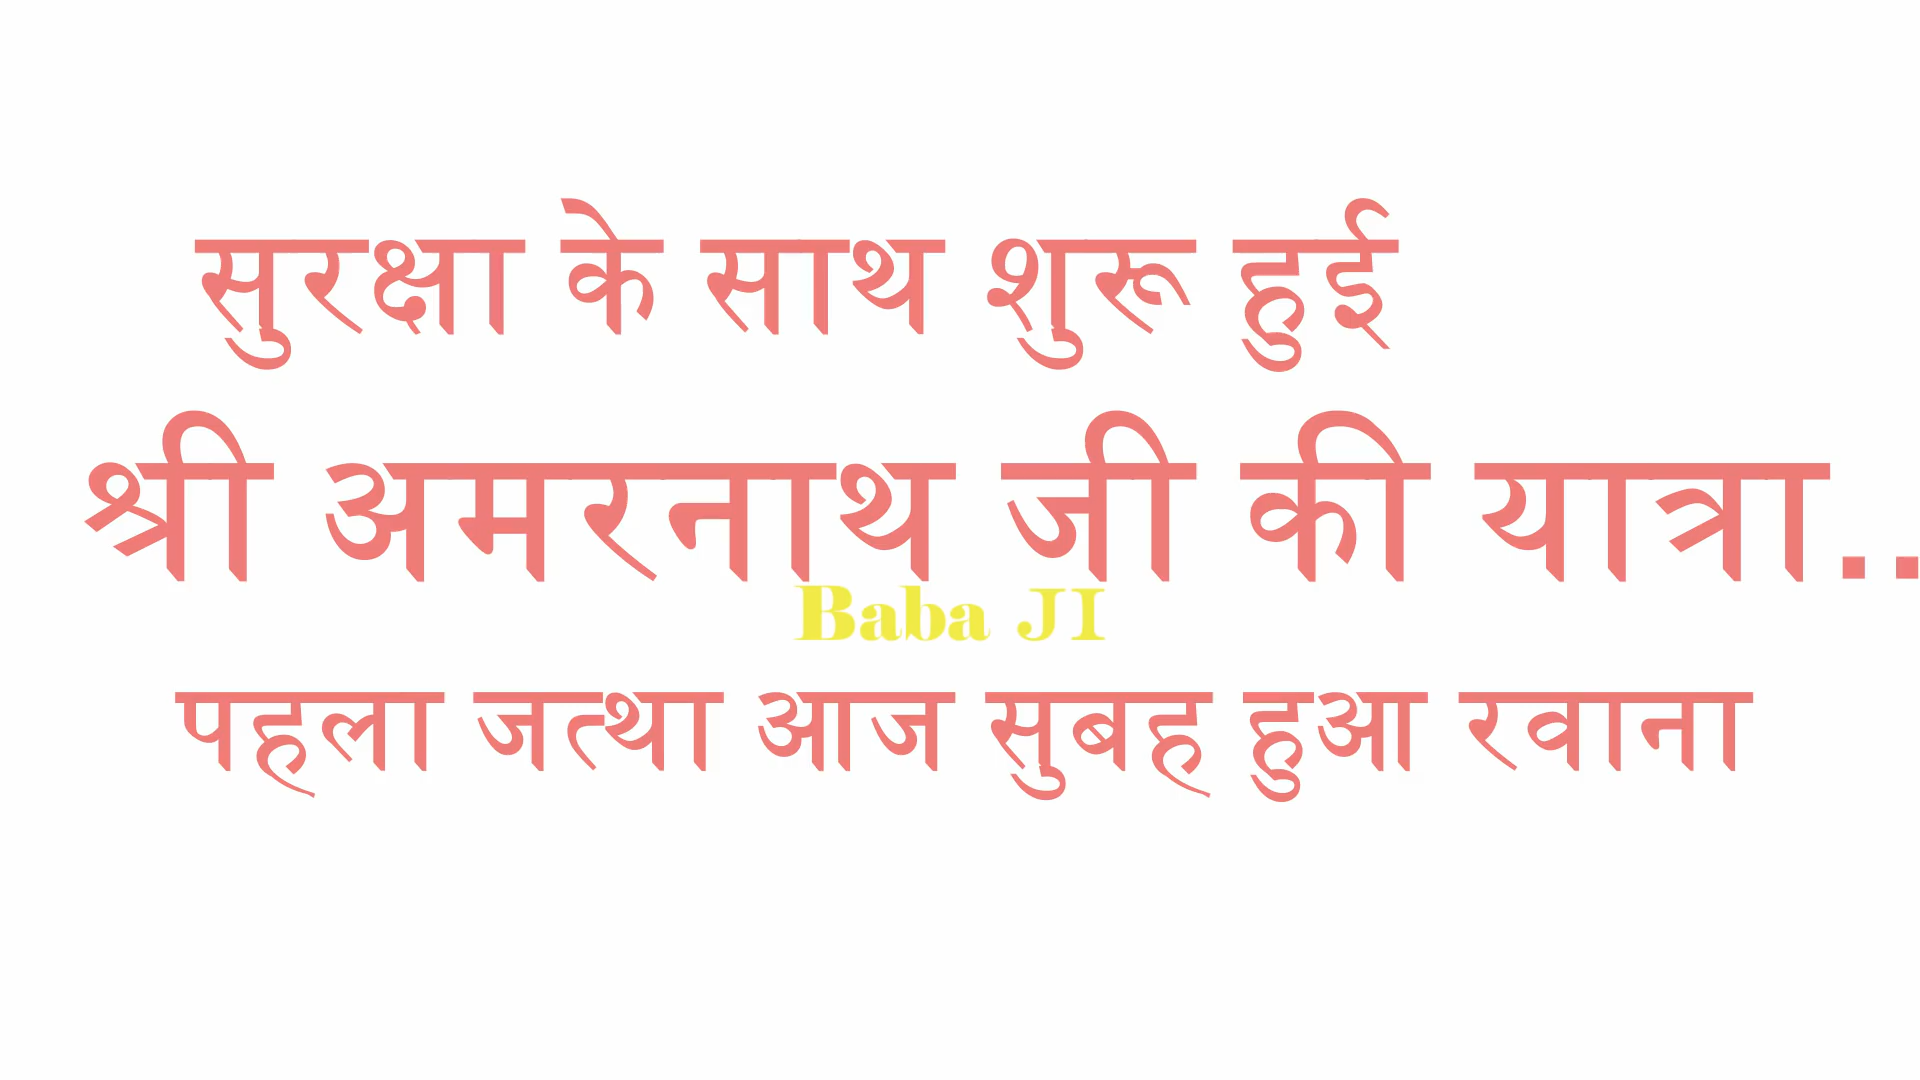 सुरक्षा के साथ शुरू हुई
श्री अमरनाथ जी की यात्रा..
Baba JI
पहला जत्था आज सुबह हुआ रवाना